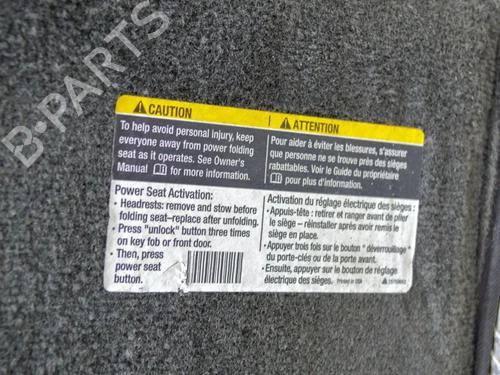 B-PARTS
CAUTION
To help avoid personal injury, keep
everyone away from power folding
seat as it operates. See Owner's
Manual for more information.
Power Seat Activation:
• Headrests: remove and stow before
folding seat–replace after unfolding.
• Press "unlock" button three times
on key fob or front door.
• Then, press
power seat
button.
ATTENTION
Pour aider à éviter les blessures, s'assurer
que personne ne se trouve près des sièges
rabattables. Voir le Guide du propriétaire
pour plus d'information.
Activation du réglage électrique des sièges :
• Appuis-tête : retirer et ranger avant de plier
le siège – réinstaller après avoir remis le
siège en place.
• Appuyer trois fois sur le bouton " déverrouillage "
du porte-clés ou de la porte avant.
• Ensuite, appuyer sur le bouton de réglage
électrique des sièges.
Printed in USA